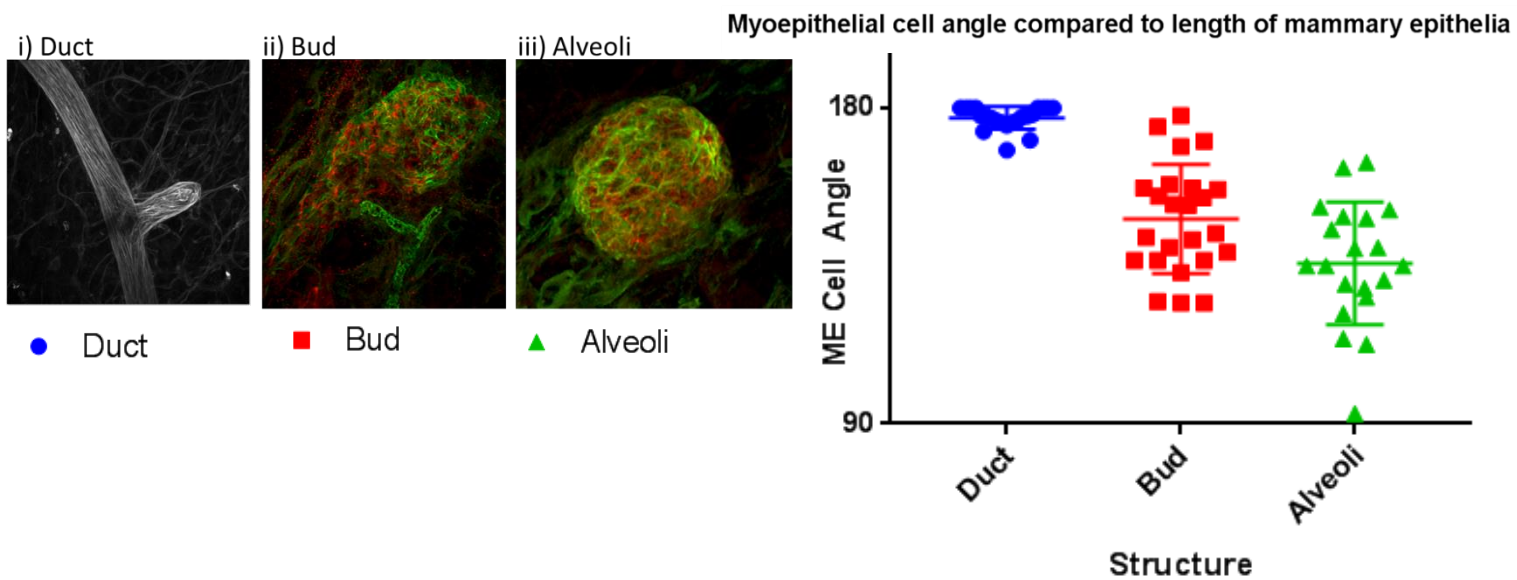 Myoepithelial cell angle compared to length of mammary epithelia
i) Duct
ii) Bud
iii) Alveoli
Duct
Bud
Alveoli
180
90
ME Cell Angle
Duct
Bud
Alveoli
Structure